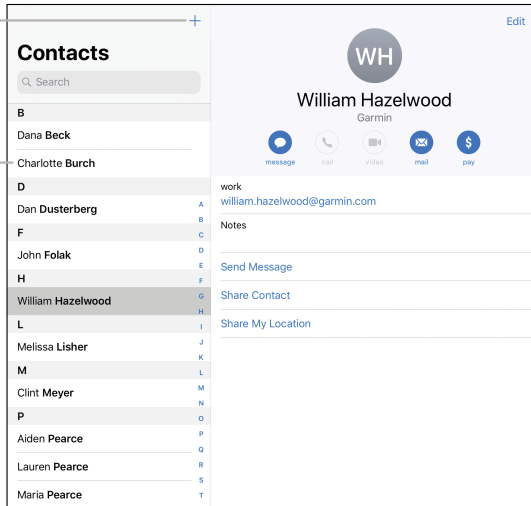 Contacts
Search
B
Dana Beck
Charlotte Burch
D
Dan Dusterberg
F
John Folak
H
William Hazelwood
L
Melissa Lisher
M
Clint Meyer
P
Aiden Pearce
Lauren Pearce
Maria Pearce
A
B
C
D
E
F
G
H
I
J
K
L
M
N
O
P
Q
R
S
T
Edit
WH
William Hazelwood
Garmin
message call video mail pay
work
william.hazelwood@garmin.com
Notes
Send Message
Share Contact
Share My Location